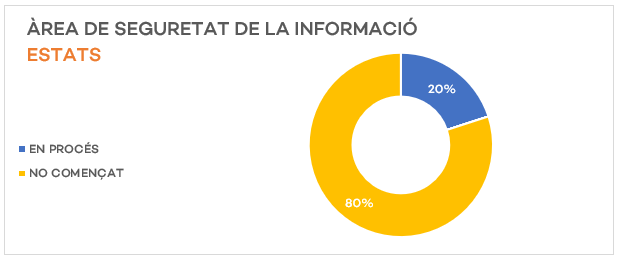 ÀREA DE SEGURETAT DE LA INFORMACIÓ
ESTATS
20%
EN PROCÉS
NO COMENÇAT
80%